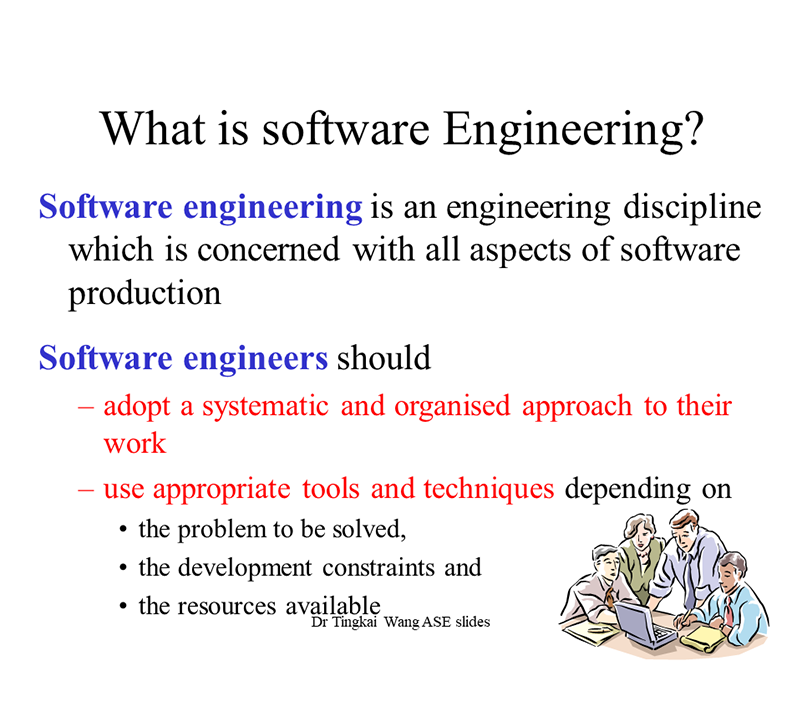 What is software Engineering?
Software engineering is an engineering discipline
which is concerned with all aspects of software
production
Software engineers should
– adopt a systematic and organised approach to their
work
– use appropriate tools and techniques depending on
• the problem to be solved,
• the development constraints and
• the resources available
Dr Tingkai Wang ASE slides